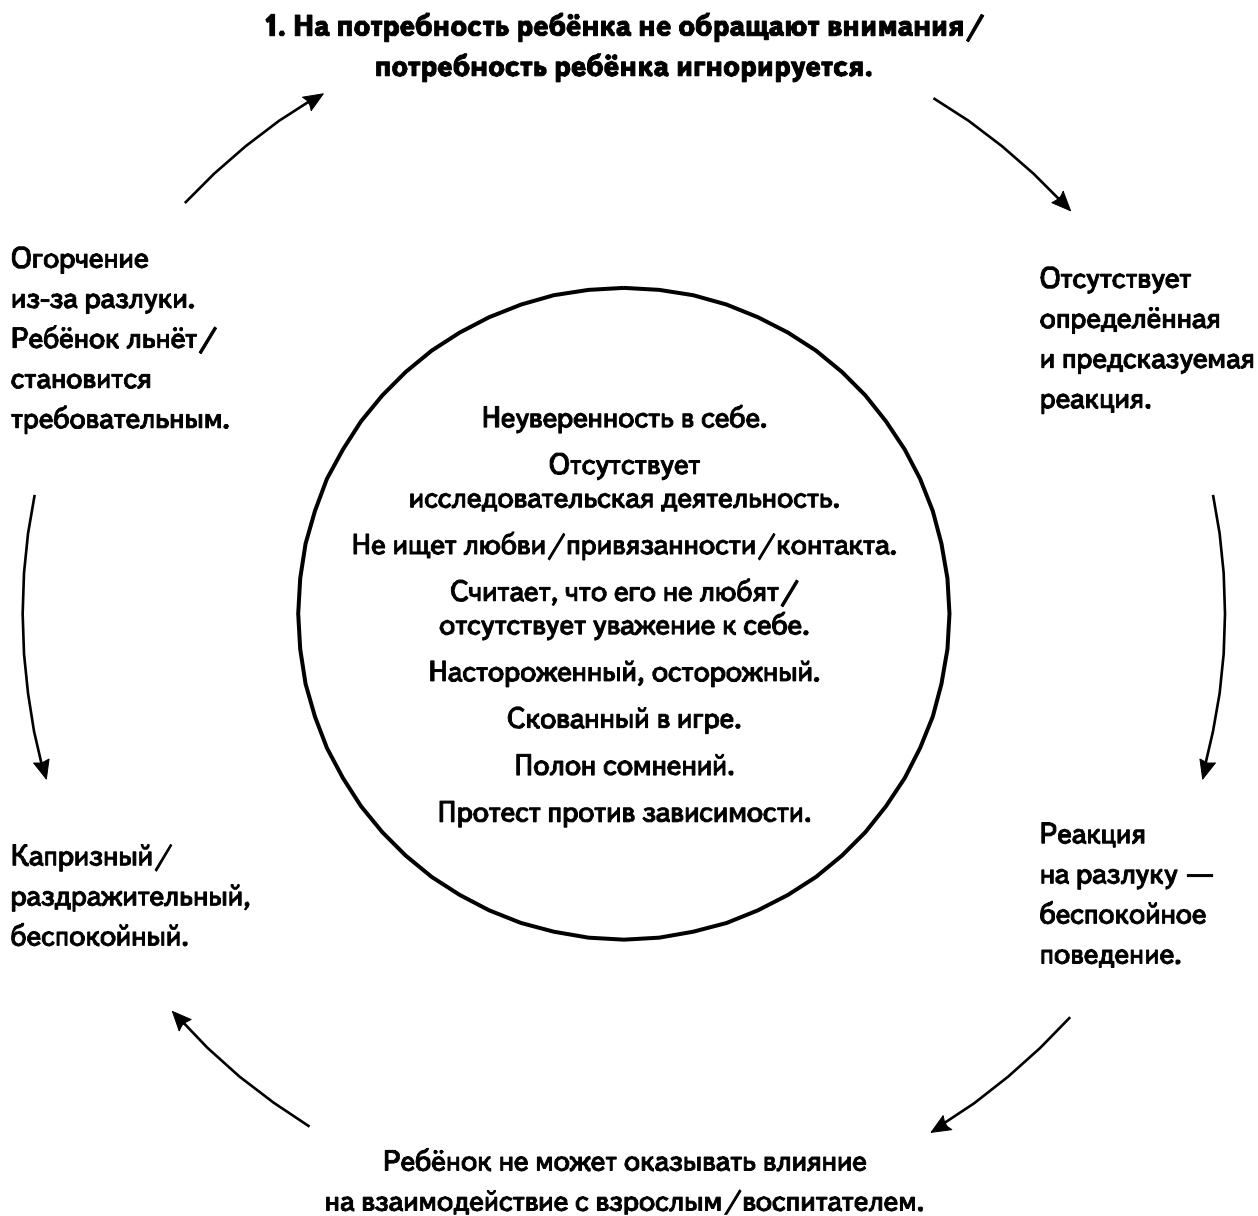 1. На потребность ребёнка не обращают внимания/
потребность ребёнка игнорируется.
Отсутствует
определённая
и предсказуемая
реакция.
Реакция
на разлуку —
беспокойное
поведение.
Ребёнок не может оказывать влияние
на взаимодействие с взрослым/воспитателем.
Капризный/
раздражительный,
беспокойный.
Огорчение
из-за разлуки.
Ребёнок льнёт/
становится
требовательным.
Неуверенность в себе.
Отсутствует
исследовательская деятельность.
Не ищет любви/привязанности/контакта.
Считает, что его не любят/
отсутствует уважение к себе.
Настороженный, осторожный.
Скованный в игре.
Полон сомнений.
Протест против зависимости.